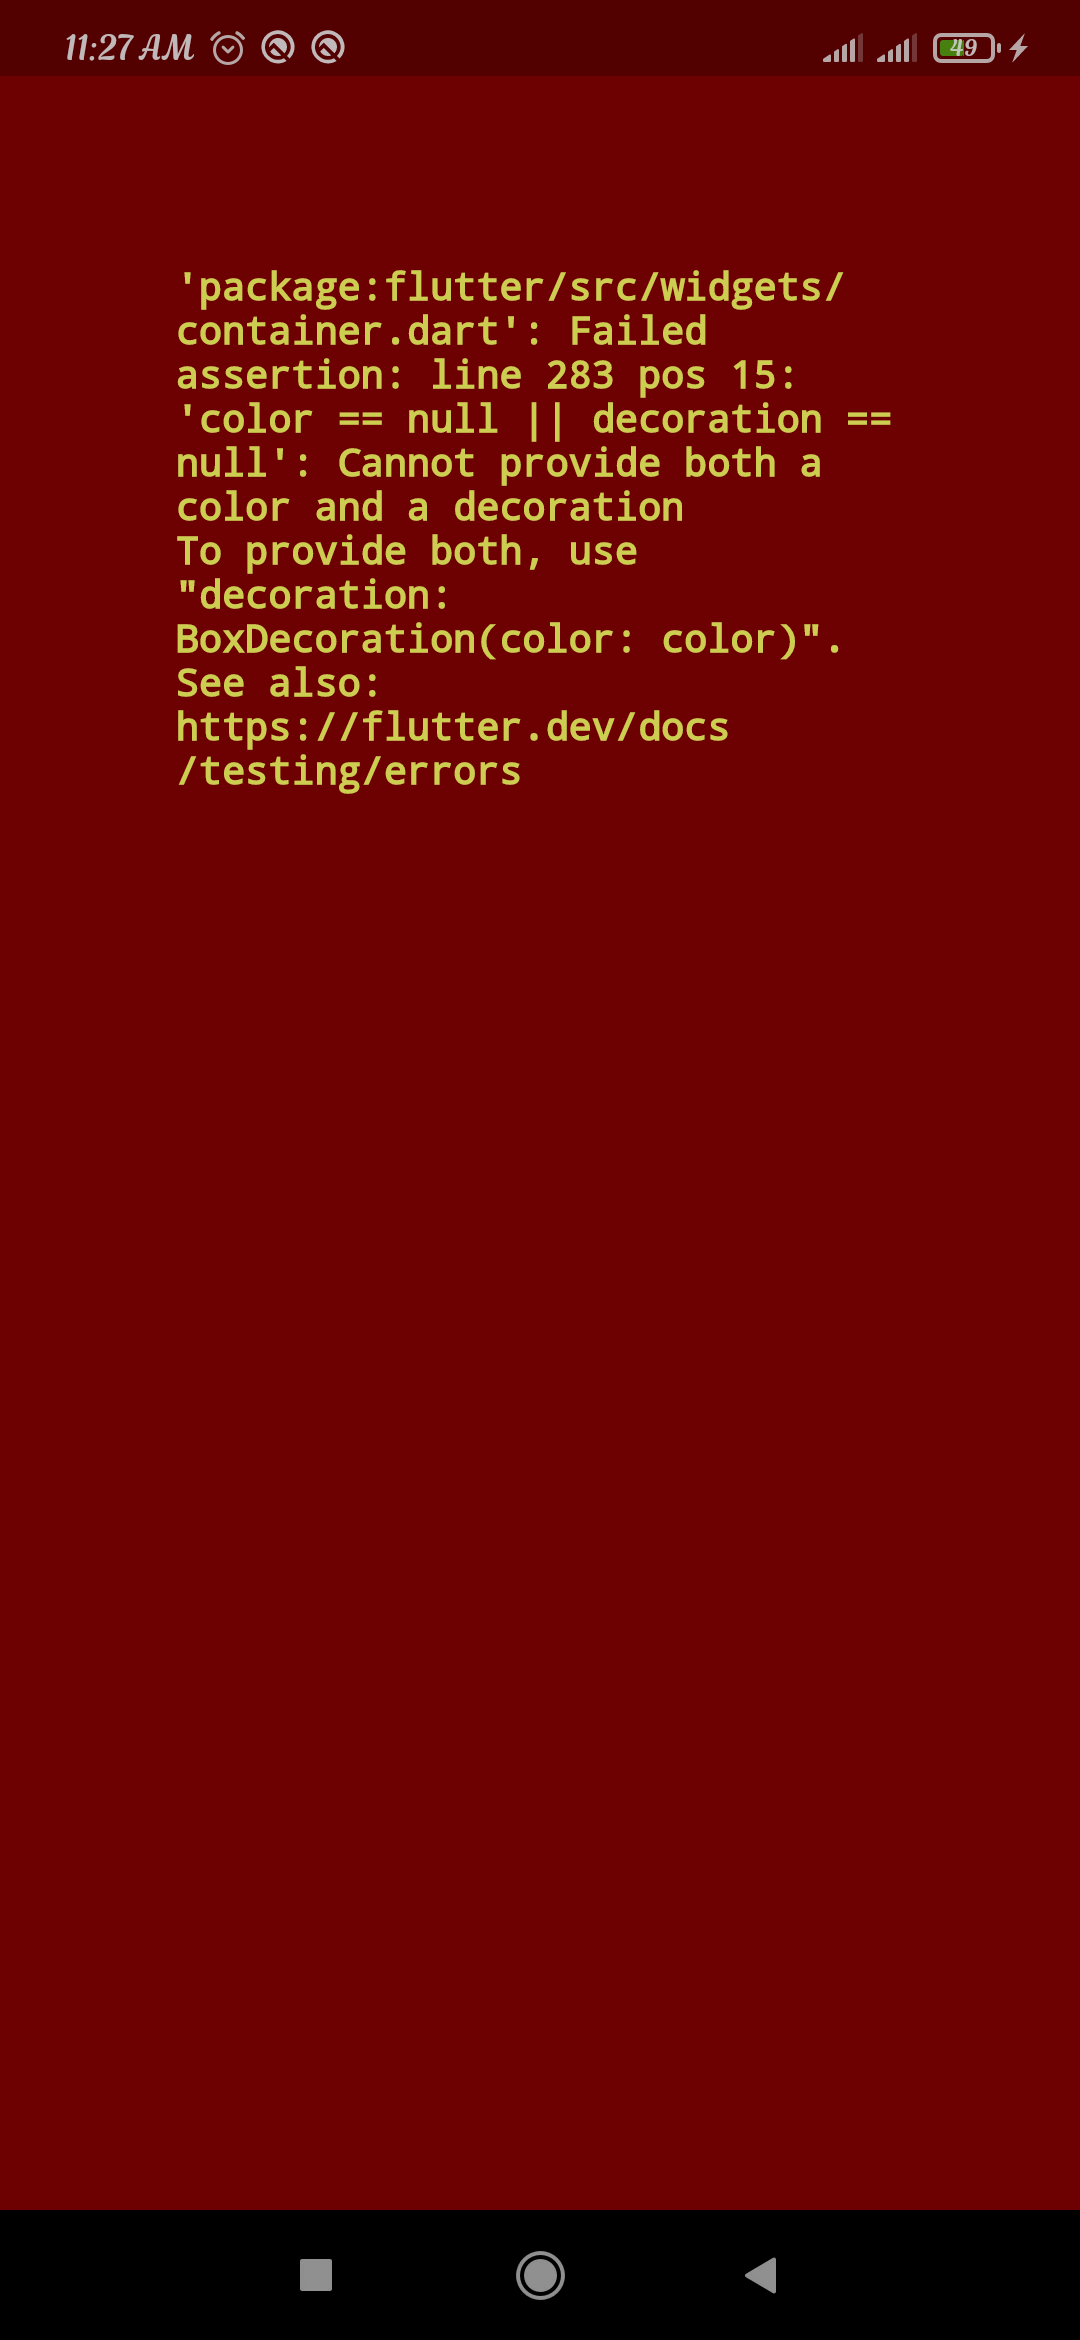 11:27 AM
49
'package:flutter/src/widgets/
container.dart': Failed
assertion: line 283 pos 15:
'color == null || decoration ==
null': Cannot provide both a
color and a decoration
To provide both, use
"decoration:
BoxDecoration(color: color)".
See also:
https://flutter.dev/docs
/testing/errors